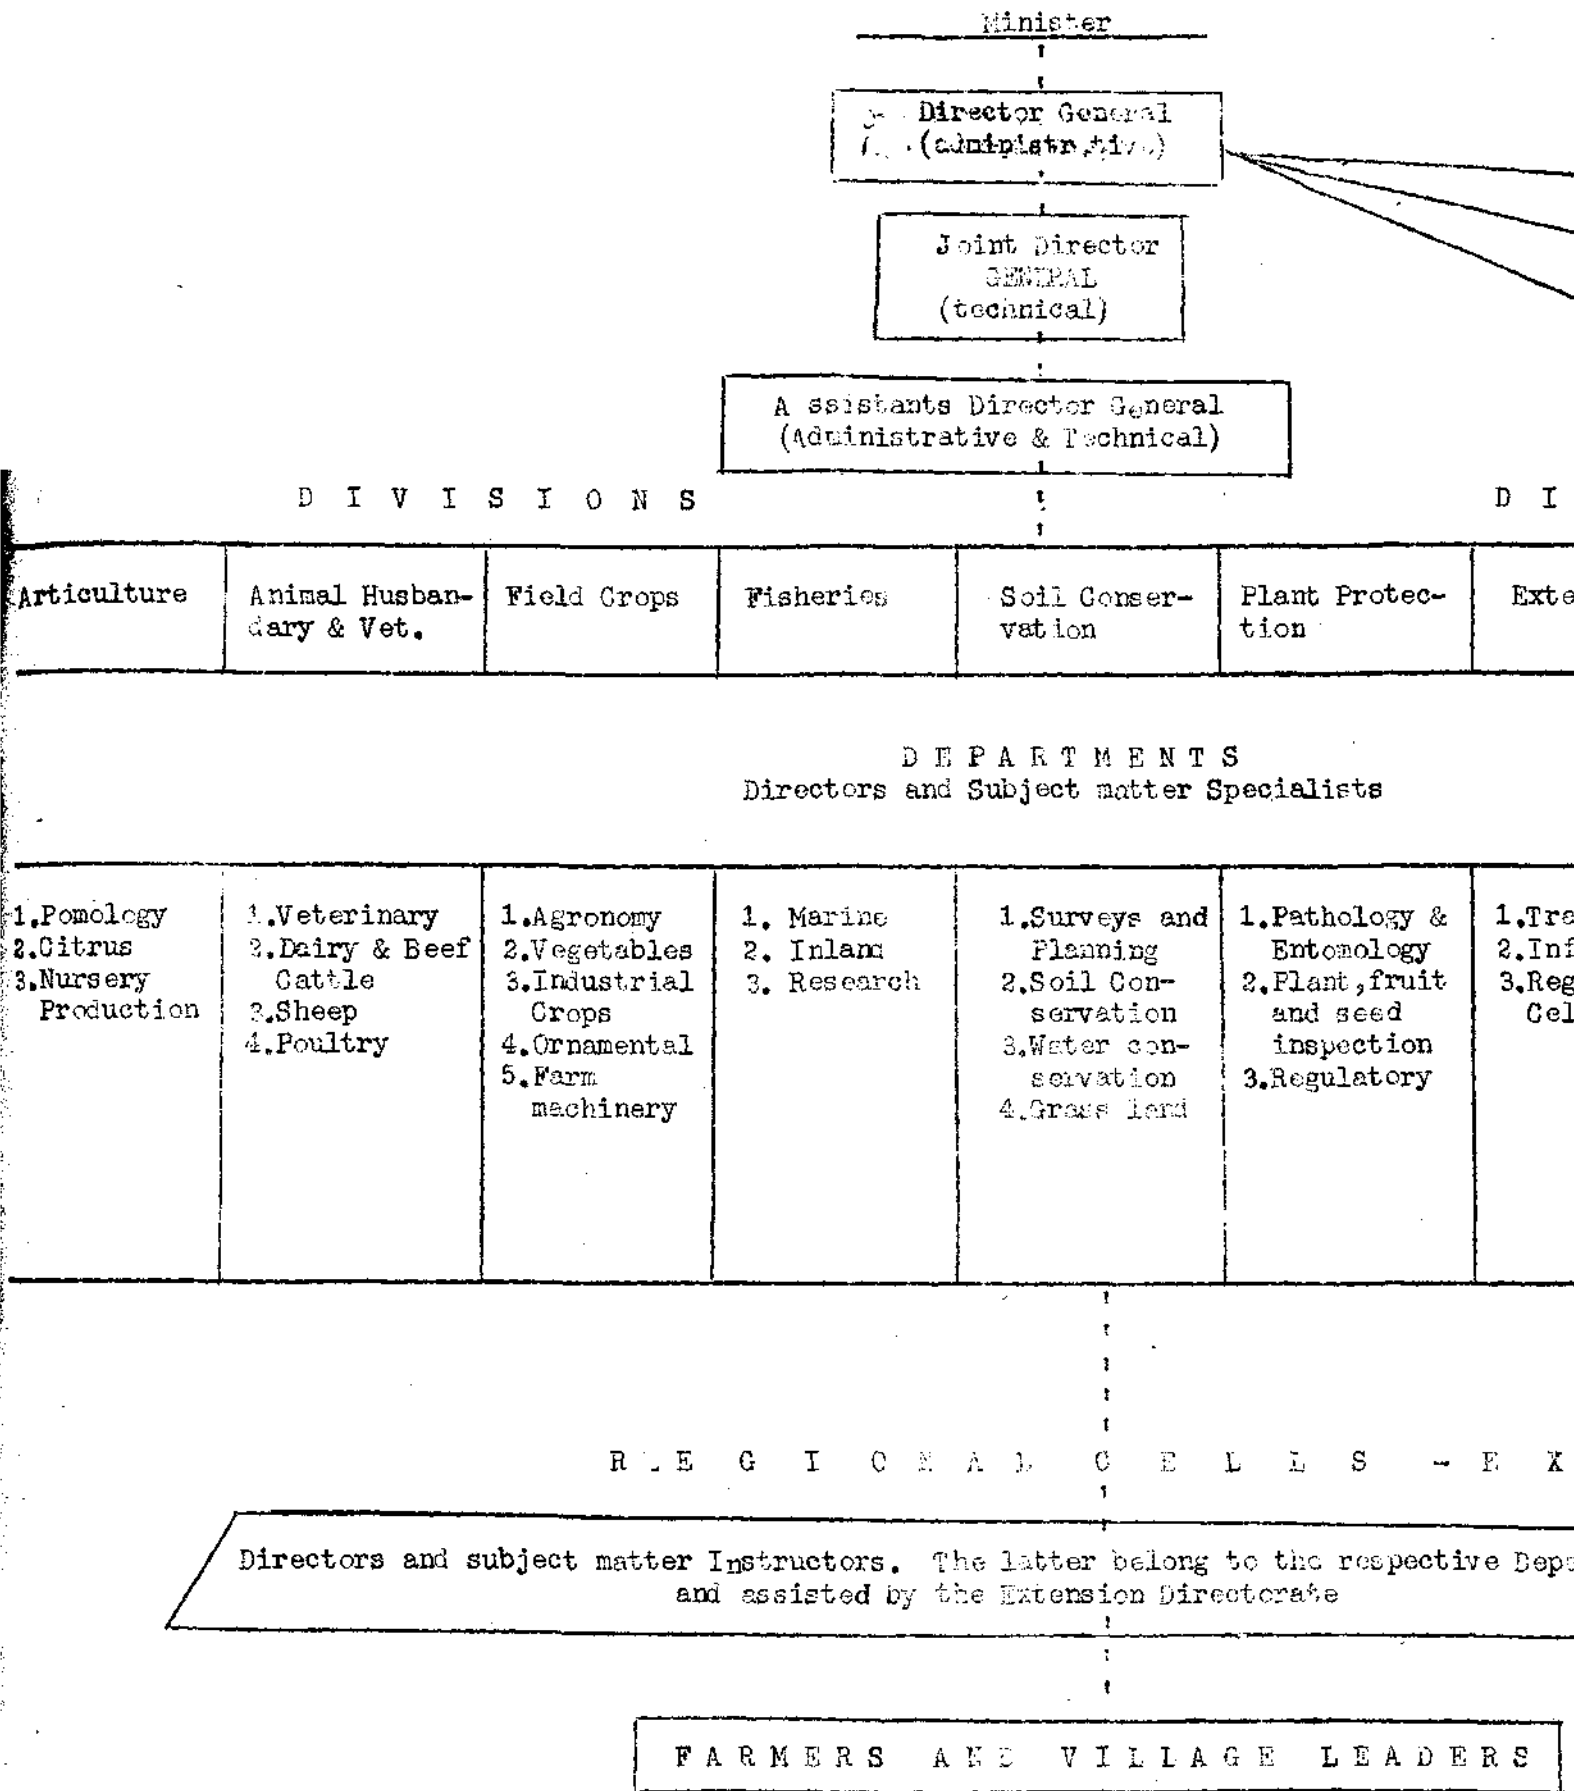 Minister
Director General
(administrative)
Joint Director
GENERAL
(technical)
A ssistants Director General
(Administrative & Technical)
D I V I S I O N S
D I
Articulture
Animal Husban-
dary & Vet.
Field Crops
Fisheries
Soil Conser-
vation
Plant Protec-
tion
Exte
D E P A R T M E N T S
Directors and Subject matter Specialists
1.Pomology
2.Citrus
3.Nursery
Production
1.Veterinary
2.Dairy & Beef
Cattle
3.Sheep
4.Poultry
1.Agronomy
2.Vegetables
3.Industrial
Crops
4.Ornamental
5.Farm
machinery
1. Marine
2. Inland
3. Research
1.Surveys and
Planning
2.Soil Con-
servation
3.Water con-
servation
4.Grass land
1.Pathology &
Entomology
2.Plant,fruit
and seed
inspection
3.Regulatory
1.Tra
2.Inf
3.Reg
Cel
R E G I O N A L C E L L S - E X
Directors and subject matter Instructors. The latter belong to the respective Depa
and assisted by the Extension Directorate
F A R M E R S A N D V I L L A G E L E A D E R S